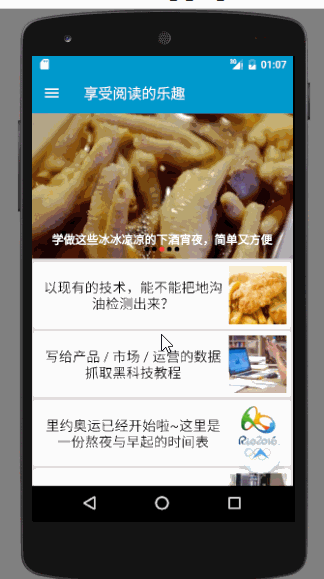 3G 01:07
享受阅读的乐趣
学做这些冰冰凉凉的下酒宵夜，简单又方便
以现有的技术，能不能把地沟
油检测出来？
写给产品 / 市场 / 运营的数据
抓取黑科技教程
里约奥运已经开始啦~这里是
一份熬夜与早起的时间表
Rio2016